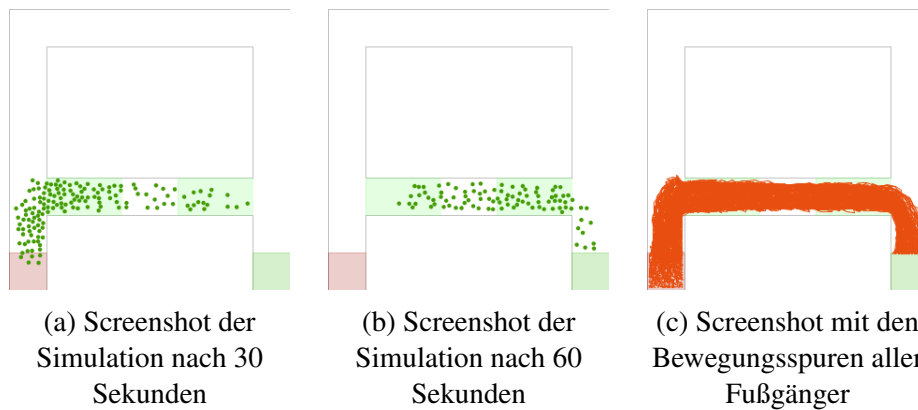 (a) Screenshot der
Simulation nach 30
Sekunden
(b) Screenshot der
Simulation nach 60
Sekunden
(c) Screenshot mit den
Bewegungsspuren aller
Fußgänger